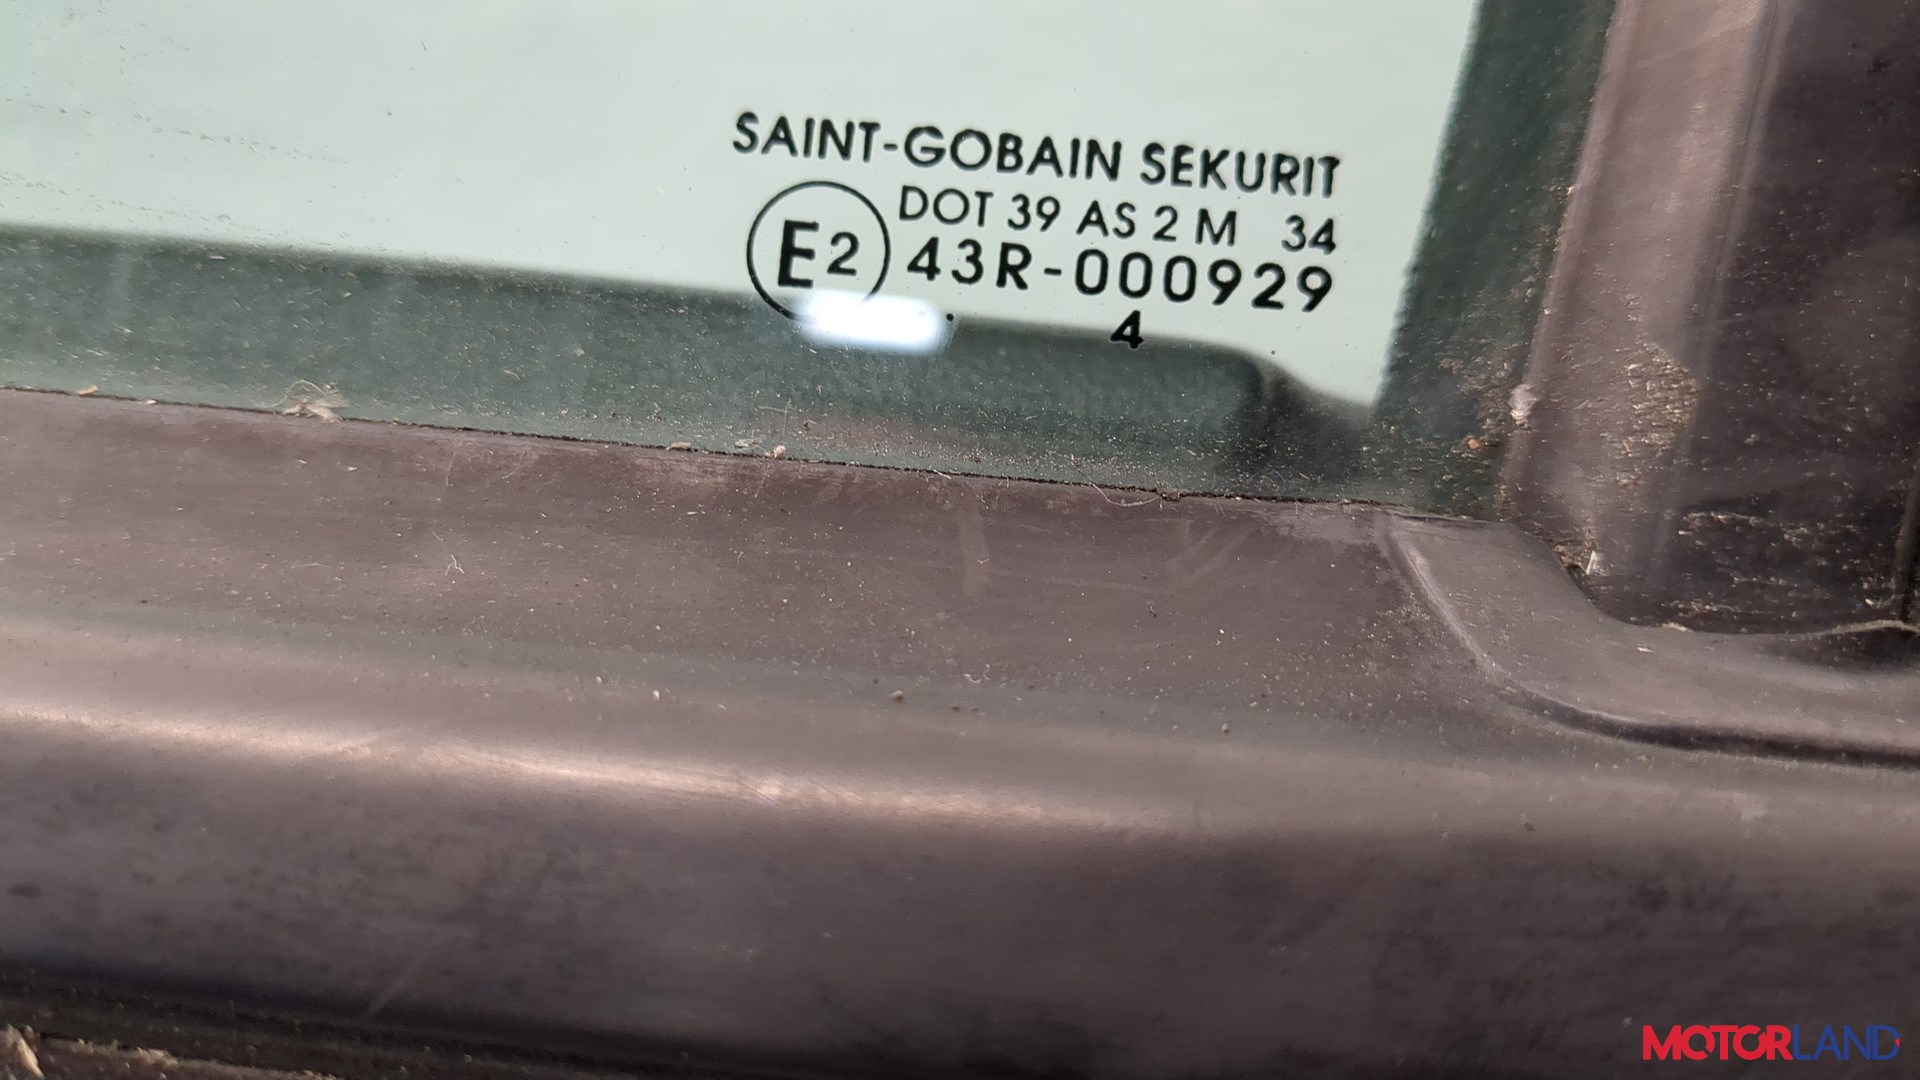 SAINT-GOBAIN SEKURIT
DOT 39 AS 2 M 34
E2 43R-000929
. 4
MOTORLAND